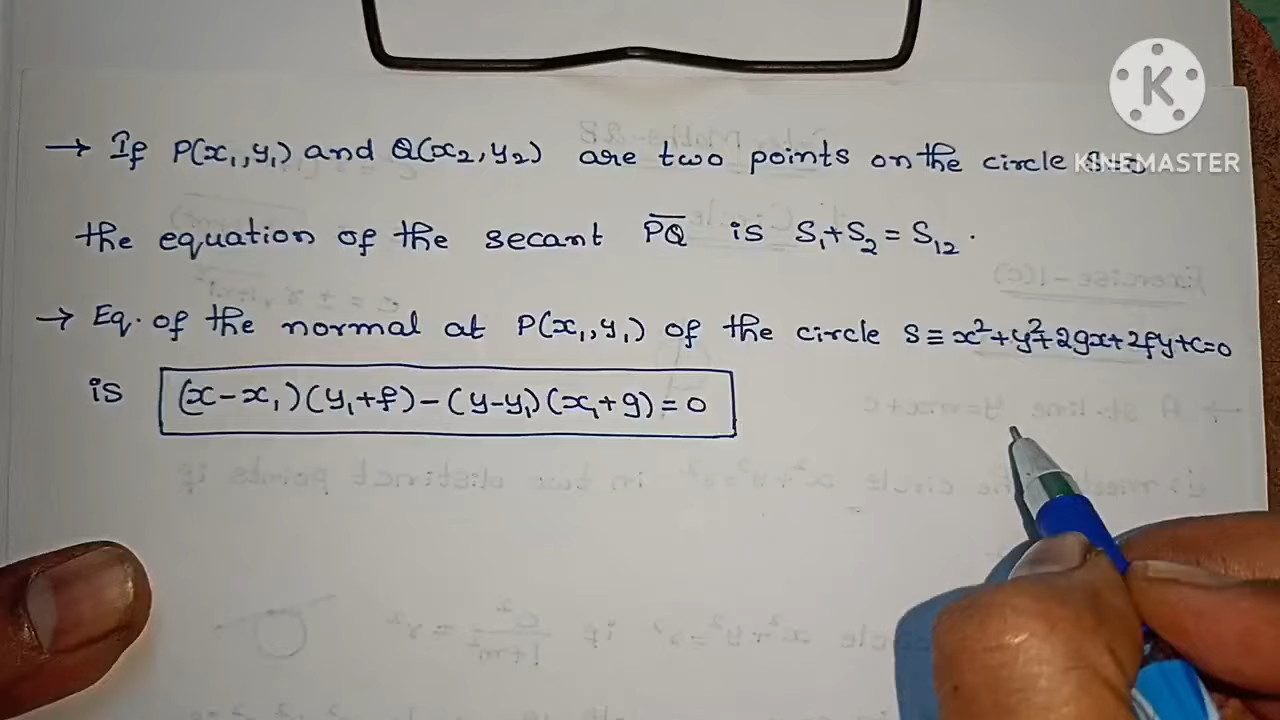 → If P(x₁,y₁) and Q(x₂,y₂) are two points on the circle
the equation of the secant P̅Q̅ is S₁+S₂ = S₁₂.
→ Eq. of the normal at P(x₁,y₁) of the circle S ≡ x²+y²+2gx+2fy+c=0
is (x-x₁)(y₁+f)-(y-y₁)(x₁+g)=0
K
KINEMASTER